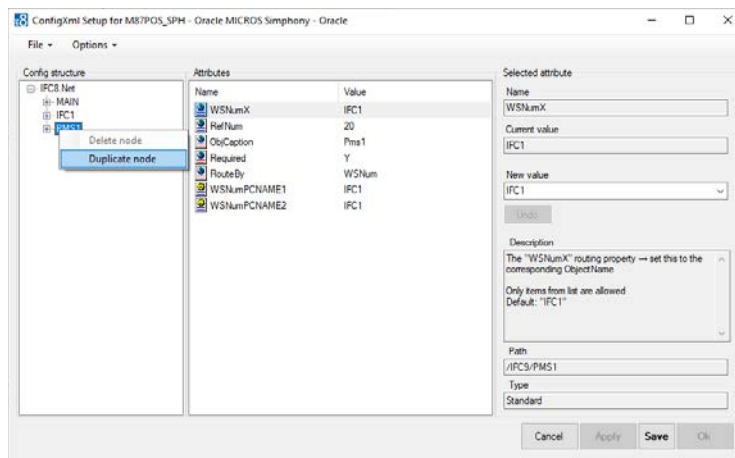 ConfigXml Setup for M87POS_SPH - Oracle MICROS Simphony - Oracle
File Options
Config structure
IFC8.Net
MAIN
IFC1
PMS1
Delete node
Duplicate node
Attributes
Name Value
WSNumX IFC1
RefNum 20
ObjCaption Pms1
Required Y
RouteBy WSNum
WSNumPCNAME1 IFC1
WSNumPCNAME2 IFC1
Selected attribute
Name
WSNumX
Current value
IFC1
New value
IFC1
Undo
Description
The "WSNumX" routing property → set this to the
corresponding ObjectName
Only items from list are allowed
Default: "IFC1"
Path
/IFC9/PMS1
Type
Standard
Cancel Apply Save Ok